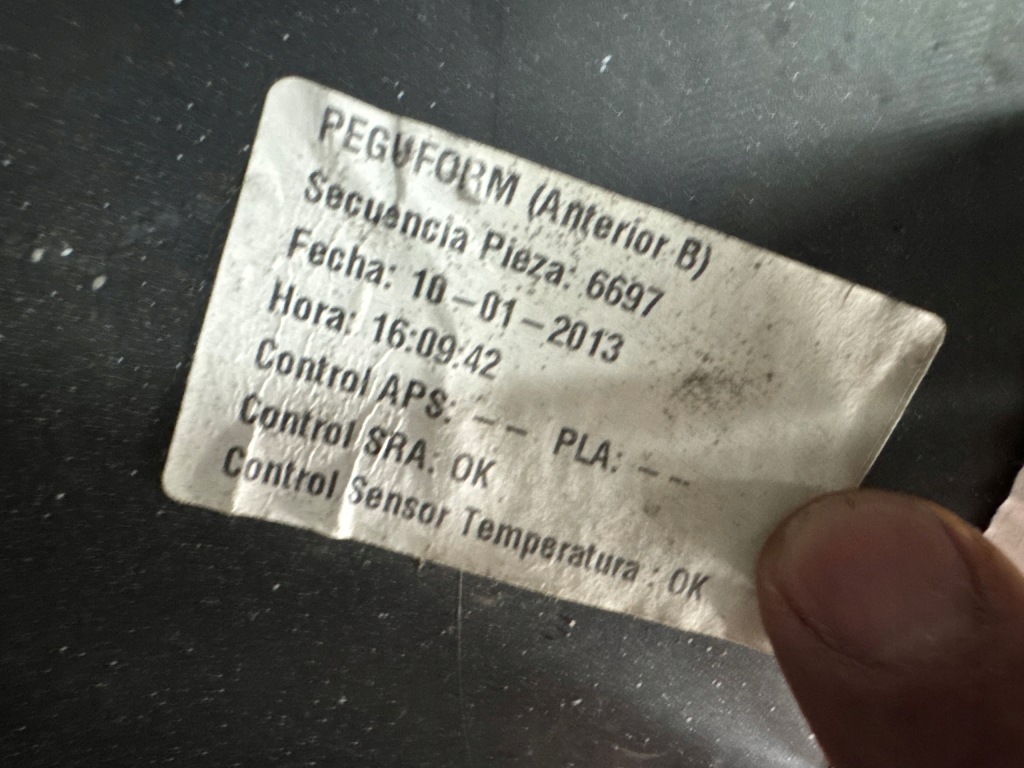 PEGUFORM (Anterior B)
Secuencia Pieza: 6697
Fecha: 10-01-2013
Hora: 16:09:42
Control APS: -- PLA: --
Control SRA: OK
Control Sensor Temperatura : OK